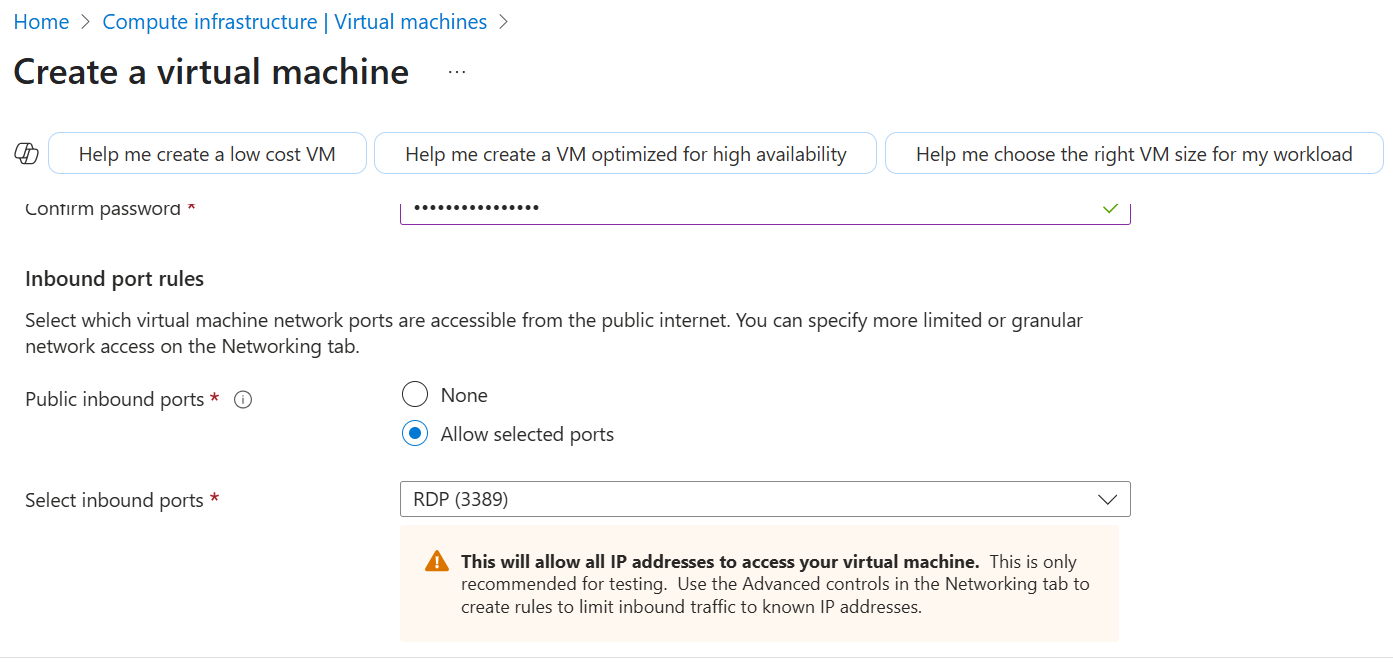 Home > Compute infrastructure | Virtual machines >
Create a virtual machine ...
Help me create a low cost VM Help me create a VM optimized for high availability Help me choose the right VM size for my workload
Confirm password * ••••••••••••••••
Inbound port rules
Select which virtual machine network ports are accessible from the public internet. You can specify more limited or granular
network access on the Networking tab.
Public inbound ports *
None
Allow selected ports
Select inbound ports * RDP (3389)
This will allow all IP addresses to access your virtual machine. This is only
recommended for testing. Use the Advanced controls in the Networking tab to
create rules to limit inbound traffic to known IP addresses.